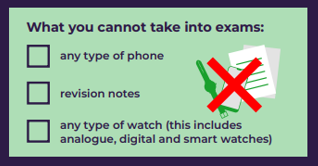 What you cannot take into exams:
any type of phone
revision notes
any type of watch (this includes
analogue, digital and smart watches)